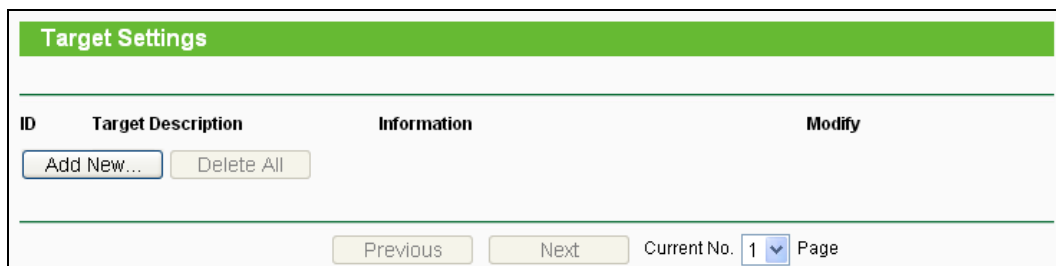 Target Settings
ID Target Description Information Modify
Add New... Delete All
Previous Next Current No. 1 Page